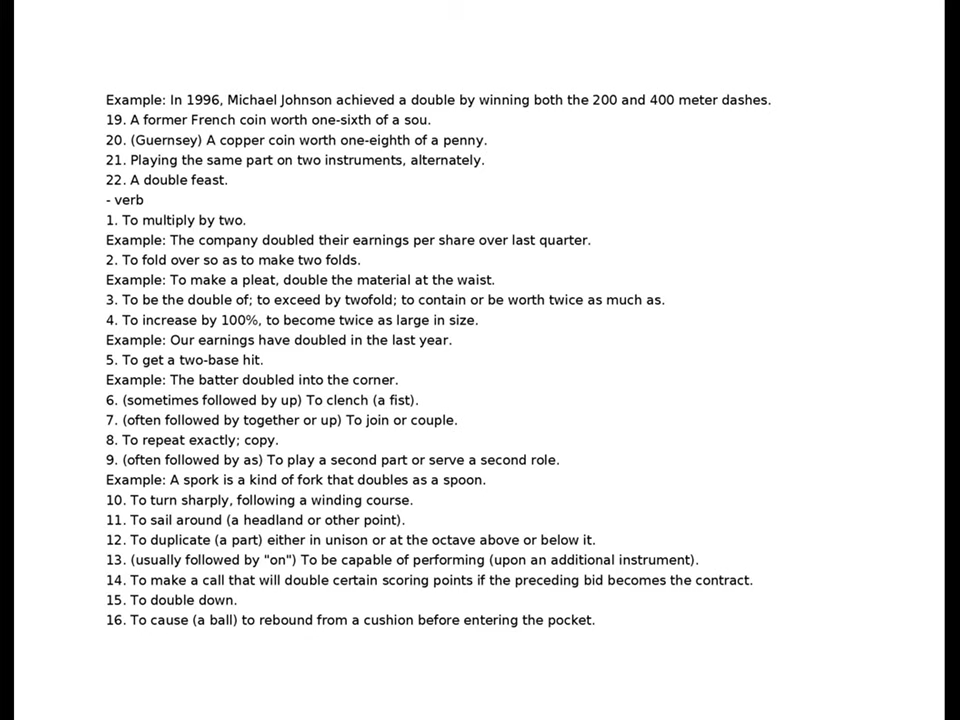 Example: In 1996, Michael Johnson achieved a double by winning both the 200 and 400 meter dashes.
19. A former French coin worth one-sixth of a sou.
20. (Guernsey) A copper coin worth one-eighth of a penny.
21. Playing the same part on two instruments, alternately.
22. A double feast.
- verb
1. To multiply by two.
Example: The company doubled their earnings per share over last quarter.
2. To fold over so as to make two folds.
Example: To make a pleat, double the material at the waist.
3. To be the double of; to exceed by twofold; to contain or be worth twice as much as.
4. To increase by 100%, to become twice as large in size.
Example: Our earnings have doubled in the last year.
5. To get a two-base hit.
Example: The batter doubled into the corner.
6. (sometimes followed by up) To clench (a fist).
7. (often followed by together or up) To join or couple.
8. To repeat exactly; copy.
9. (often followed by as) To play a second part or serve a second role.
Example: A spork is a kind of fork that doubles as a spoon.
10. To turn sharply, following a winding course.
11. To sail around (a headland or other point).
12. To duplicate (a part) either in unison or at the octave above or below it.
13. (usually followed by "on") To be capable of performing (upon an additional instrument).
14. To make a call that will double certain scoring points if the preceding bid becomes the contract.
15. To double down.
16. To cause (a ball) to rebound from a cushion before entering the pocket.